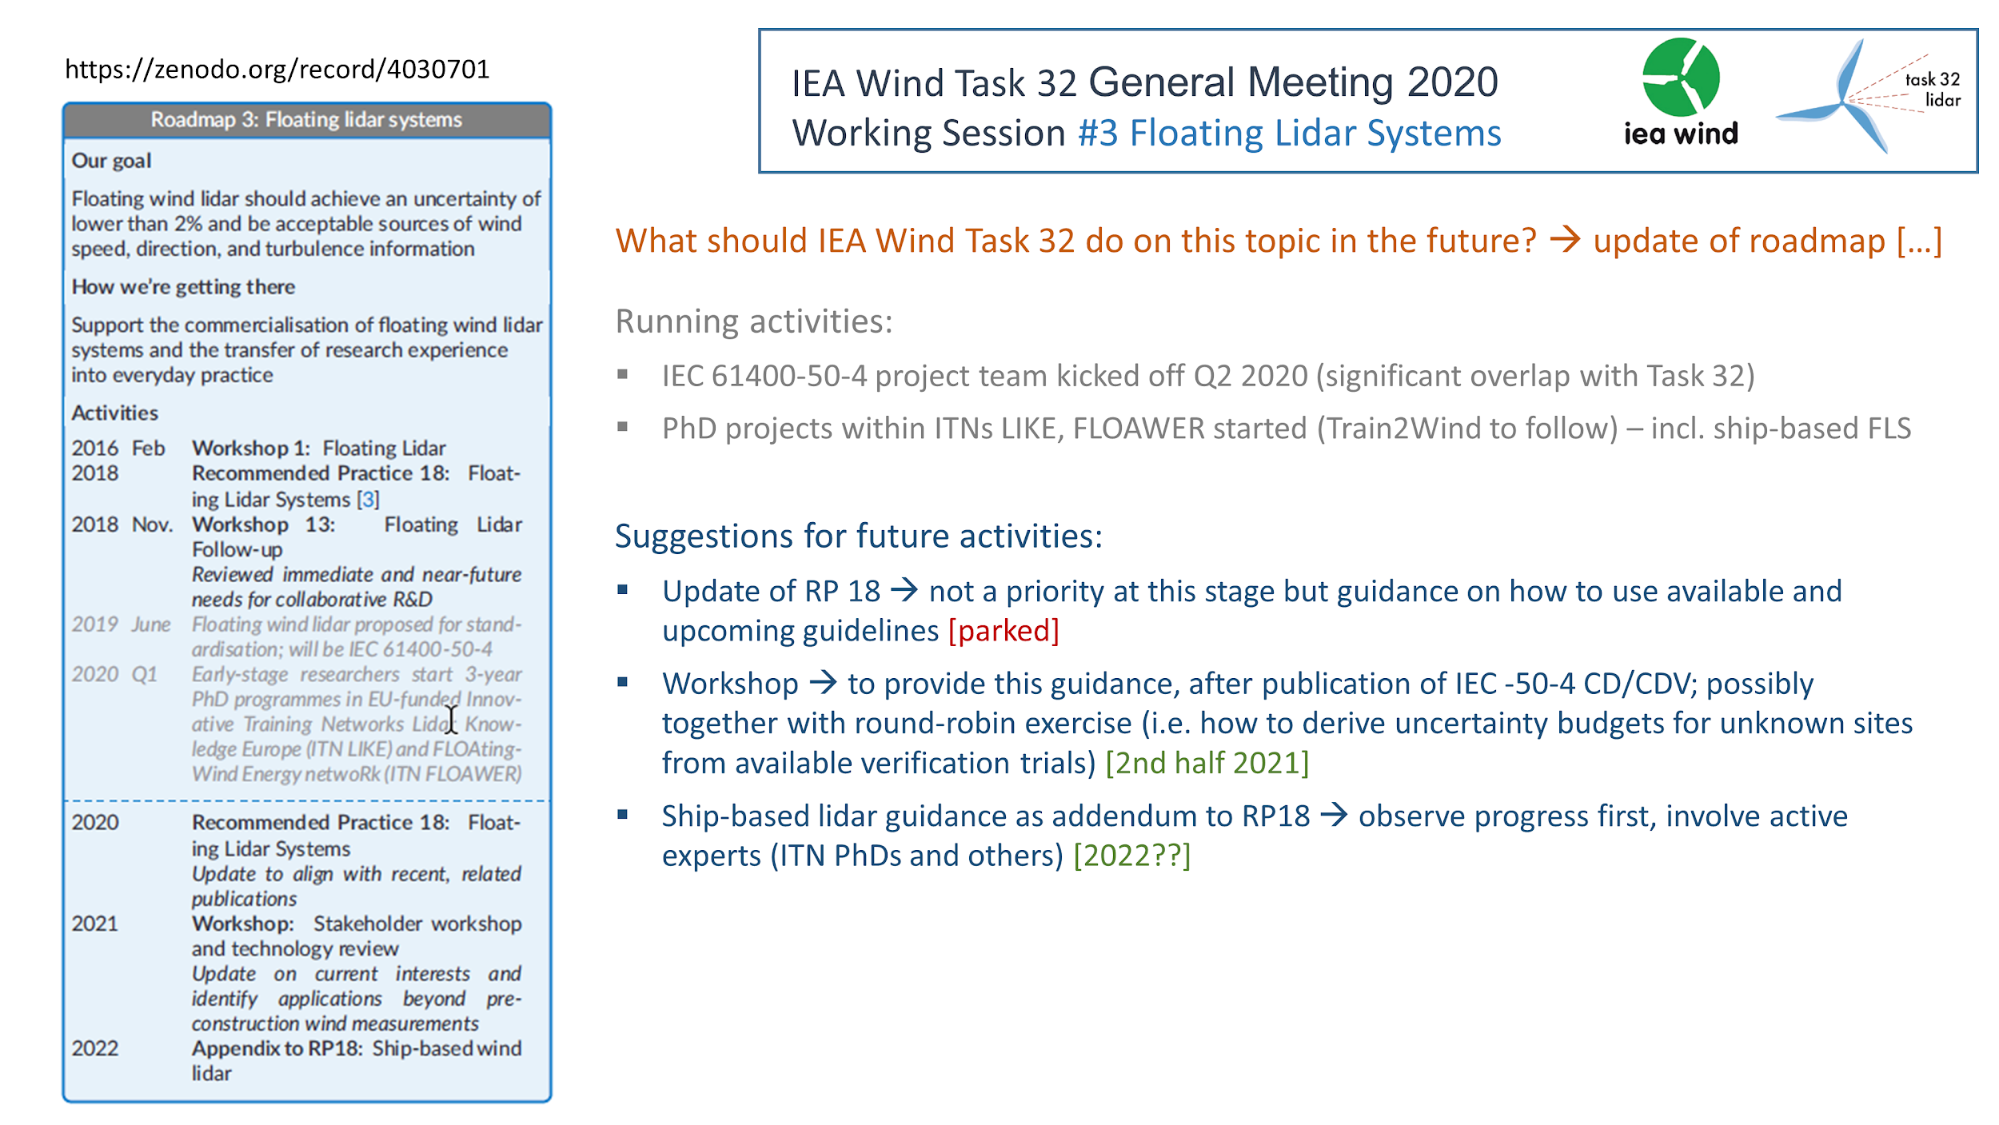 https://zenodo.org/record/4030701
Roadmap 3: Floating lidar systems
Our goal
Floating wind lidar should achieve an uncertainty of
lower than 2% and be acceptable sources of wind
speed, direction, and turbulence information
How we're getting there
Support the commercialisation of floating wind lidar
systems and the transfer of research experience
into everyday practice
Activities
2016 Feb Workshop 1: Floating Lidar
2018 Recommended Practice 18: Float-
ing Lidar Systems [3]
2018 Nov. Workshop 13: Floating Lidar
Follow-up
Reviewed immediate and near-future
needs for collaborative R&D
2019 June Floating wind lidar proposed for stand-
ardisation; will be IEC 61400-50-4
2020 Q1 Early-stage researchers start 3-year
PhD programmes in EU-funded Innov-
ative Training Networks Lidar Know-
ledge Europe (ITN LIKE) and FLOAting-
Wind Energy netwoRk (ITN FLOAWER)
2020 Recommended Practice 18: Float-
ing Lidar Systems
Update to align with recent, related
publications
2021 Workshop: Stakeholder workshop
and technology review
Update on current interests and
identify applications beyond pre-
construction wind measurements
2022 Appendix to RP18: Ship-based wind
lidar
IEA Wind Task 32 General Meeting 2020
Working Session #3 Floating Lidar Systems
iea wind
task 32
lidar
What should IEA Wind Task 32 do on this topic in the future? → update of roadmap [...]
Running activities:
▪ IEC 61400-50-4 project team kicked off Q2 2020 (significant overlap with Task 32)
▪ PhD projects within ITNs LIKE, FLOAWER started (Train2Wind to follow) – incl. ship-based FLS
Suggestions for future activities:
▪ Update of RP 18 → not a priority at this stage but guidance on how to use available and
upcoming guidelines [parked]
▪ Workshop → to provide this guidance, after publication of IEC -50-4 CD/CDV; possibly
together with round-robin exercise (i.e. how to derive uncertainty budgets for unknown sites
from available verification trials) [2nd half 2021]
▪ Ship-based lidar guidance as addendum to RP18 → observe progress first, involve active
experts (ITN PhDs and others) [2022??]